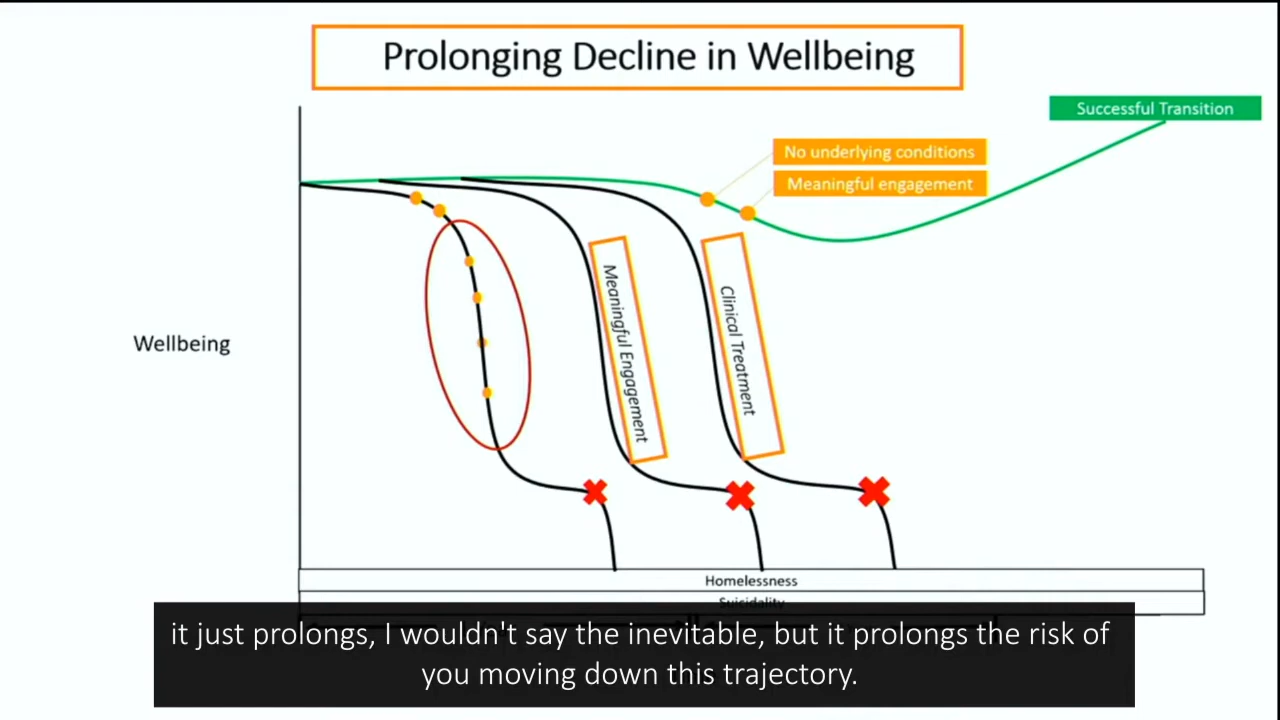 Prolonging Decline in Wellbeing
Successful Transition
No underlying conditions
Meaningful engagement
Wellbeing
Meaningful Engagement
Clinical Treatment
Homelessness
Suicidality
it just prolongs, I wouldn't say the inevitable, but it prolongs the risk of
you moving down this trajectory.